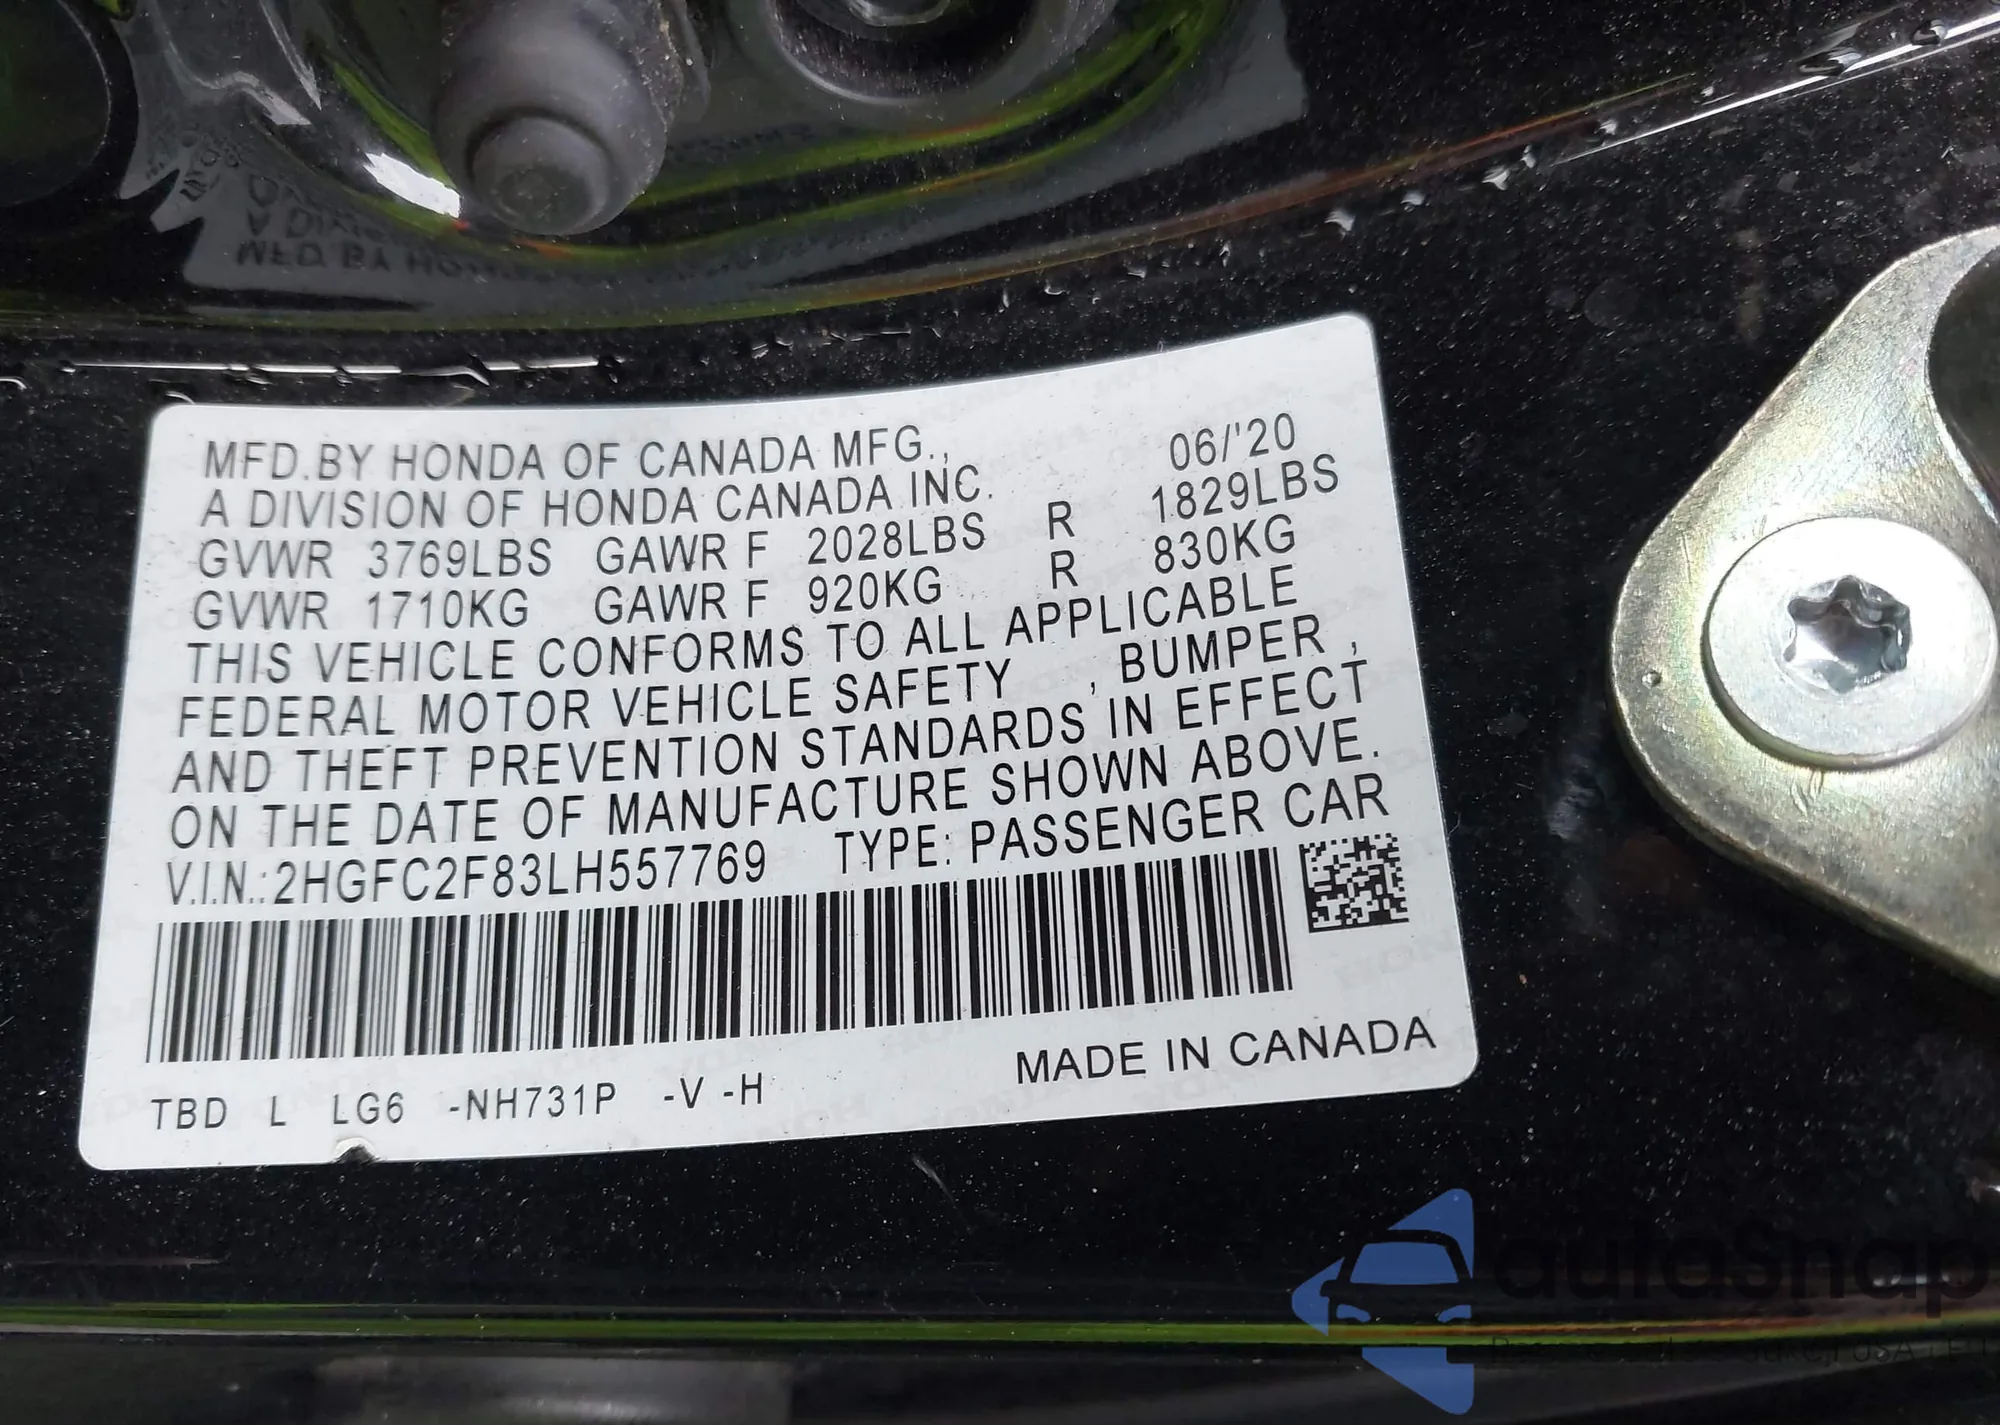 MFD.BY HONDA OF CANADA MFG., 06/'20
A DIVISION OF HONDA CANADA INC.
GVWR 3769LBS GAWR F 2028LBS R 1829LBS
GVWR 1710KG GAWR F 920KG R 830KG
THIS VEHICLE CONFORMS TO ALL APPLICABLE
FEDERAL MOTOR VEHICLE SAFETY , BUMPER ,
AND THEFT PREVENTION STANDARDS IN EFFECT
ON THE DATE OF MANUFACTURE SHOWN ABOVE.
V.I.N.:2HGFC2F83LH557769 TYPE: PASSENGER CAR
TBD L LG6 -NH731P -V -H MADE IN CANADA
autosnap